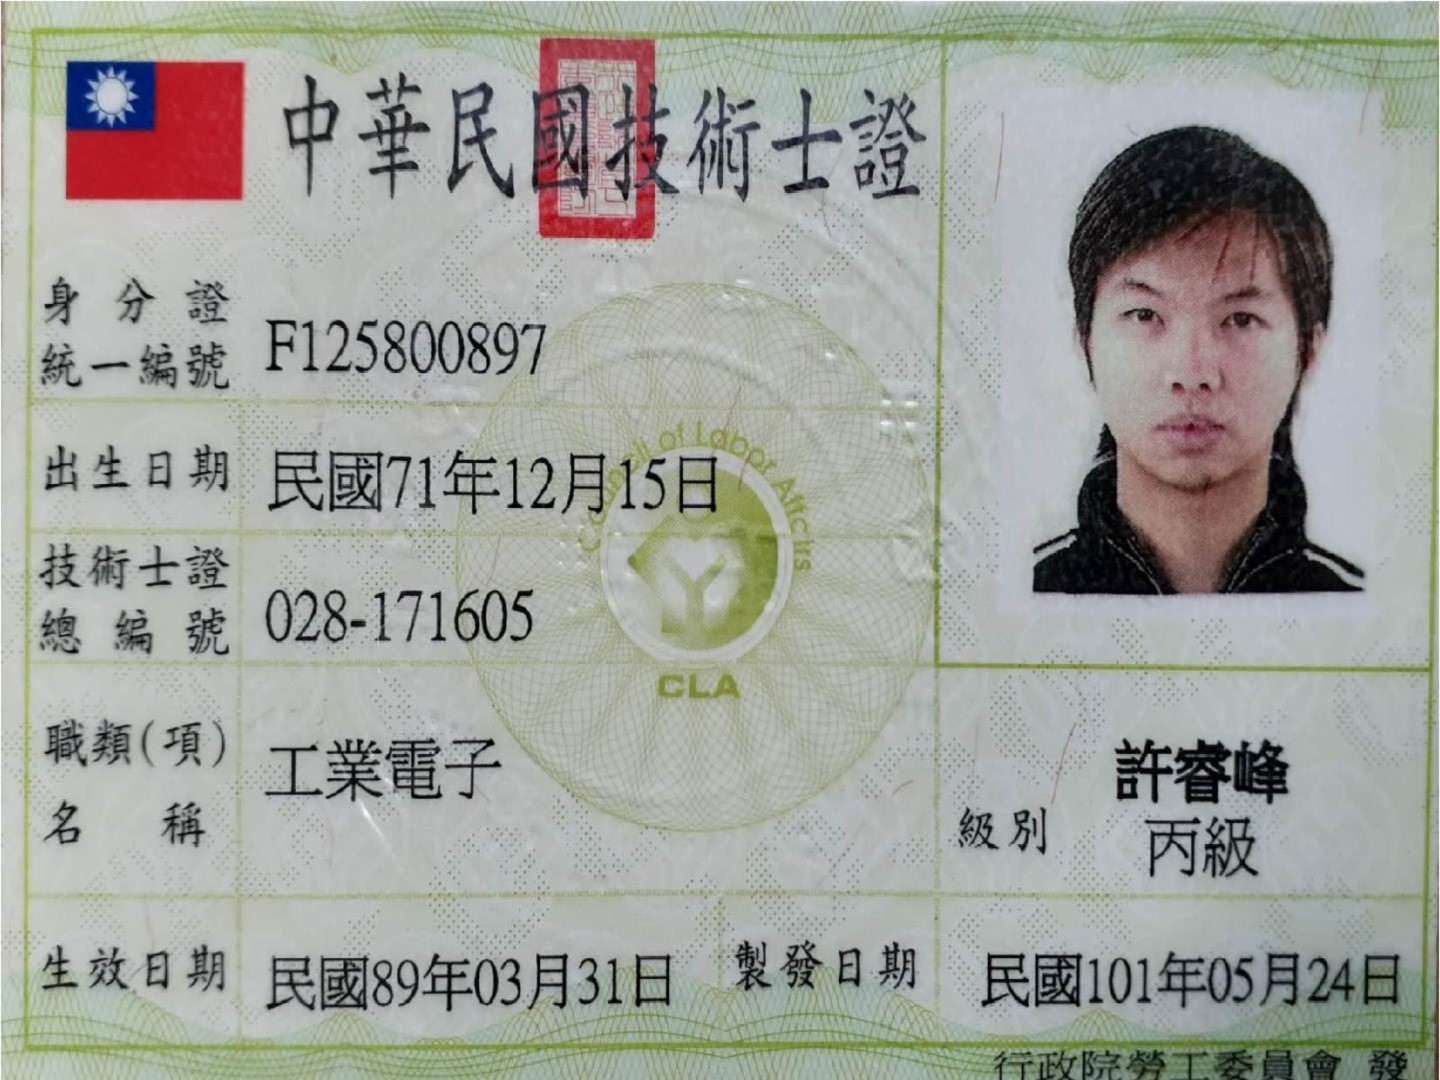 中華民國技術士證
身分證
統一編號
F125800897
出生日期
民國71年12月15日
技術士證
總編號
028-171605
職類(項)
名稱
工業電子
Council of Labor Affairs
CLA
許睿峰
級別
丙級
生效日期
民國89年03月31日
製發日期
民國101年05月24日
行政院勞工委員會 發